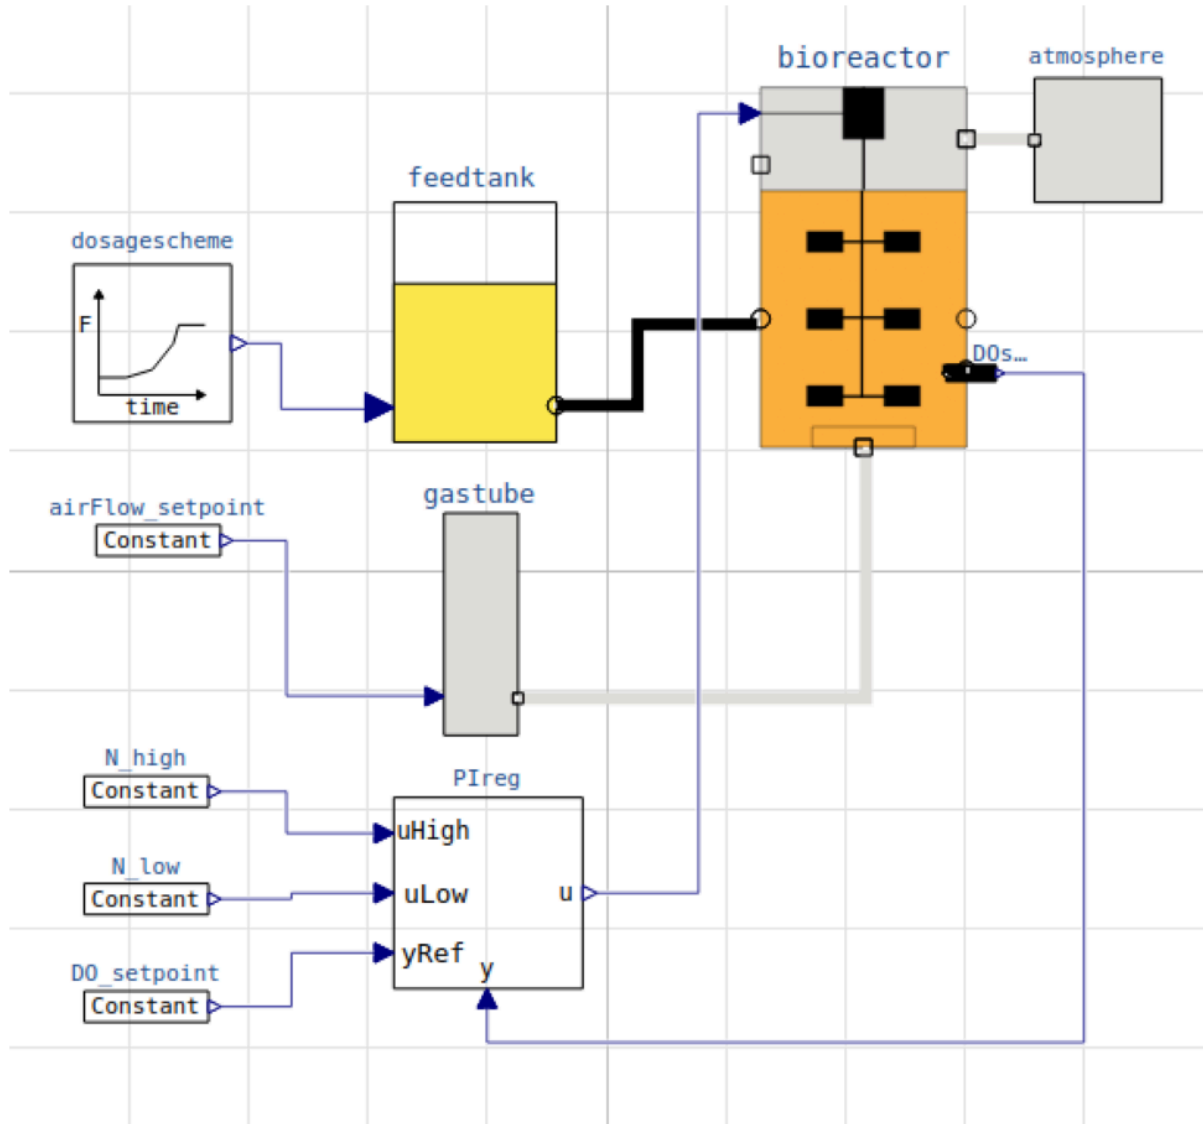 bioreactor
atmosphere
feedtank
dosagescheme
F
time
DOs…
airFlow_setpoint
Constant
gastube
N_high
Constant
PIreg
uHigh
N_low
Constant
uLow
u
yRef
y
DO_setpoint
Constant